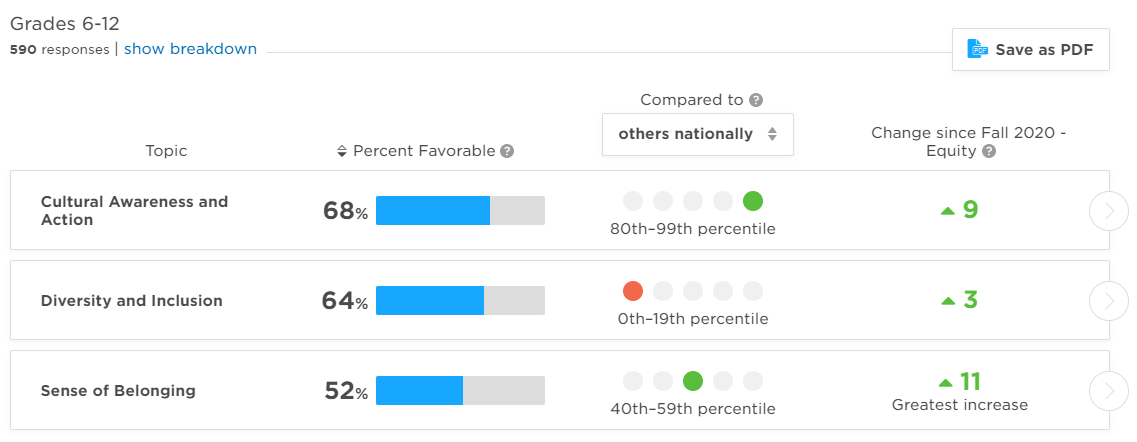 Grades 6-12
590 responses | show breakdown
PDF Save as PDF
Compared to ?
others nationally
Topic
Percent Favorable ?
Change since Fall 2020 -
Equity ?
Cultural Awareness and
Action
68%
80th–99th percentile
9
Diversity and Inclusion
64%
0th–19th percentile
3
Sense of Belonging
52%
40th–59th percentile
11
Greatest increase